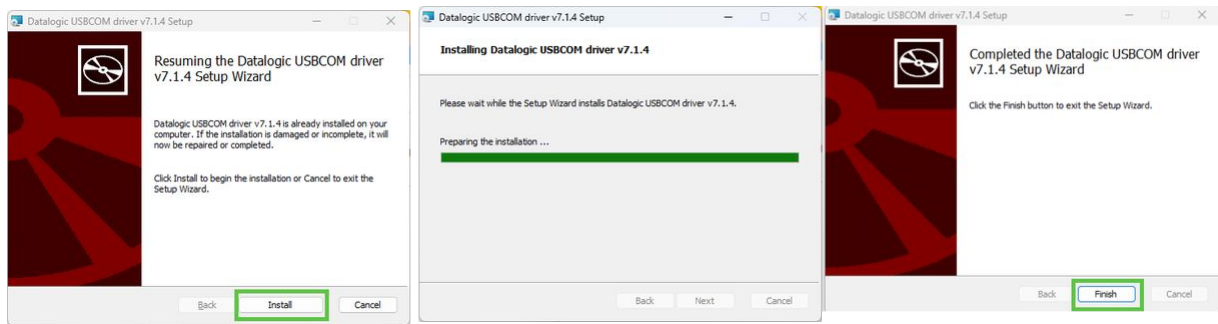 Datalogic USBCOM driver v7.1.4 Setup
Resuming the Datalogic USBCOM driver
v7.1.4 Setup Wizard
Datalogic USBCOM driver v7.1.4 is already installed on your
computer. If the installation is damaged or incomplete, it will
now be repaired or completed.
Click Install to begin the installation or Cancel to exit the
Setup Wizard.
Back
Install
Cancel
Datalogic USBCOM driver v7.1.4 Setup
Installing Datalogic USBCOM driver v7.1.4
Please wait while the Setup Wizard installs Datalogic USBCOM driver v7.1.4.
Preparing the installation ...
Back
Next
Cancel
Datalogic USBCOM driver v7.1.4 Setup
Completed the Datalogic USBCOM driver
v7.1.4 Setup Wizard
Click the Finish button to exit the Setup Wizard.
Back
Finish
Cancel